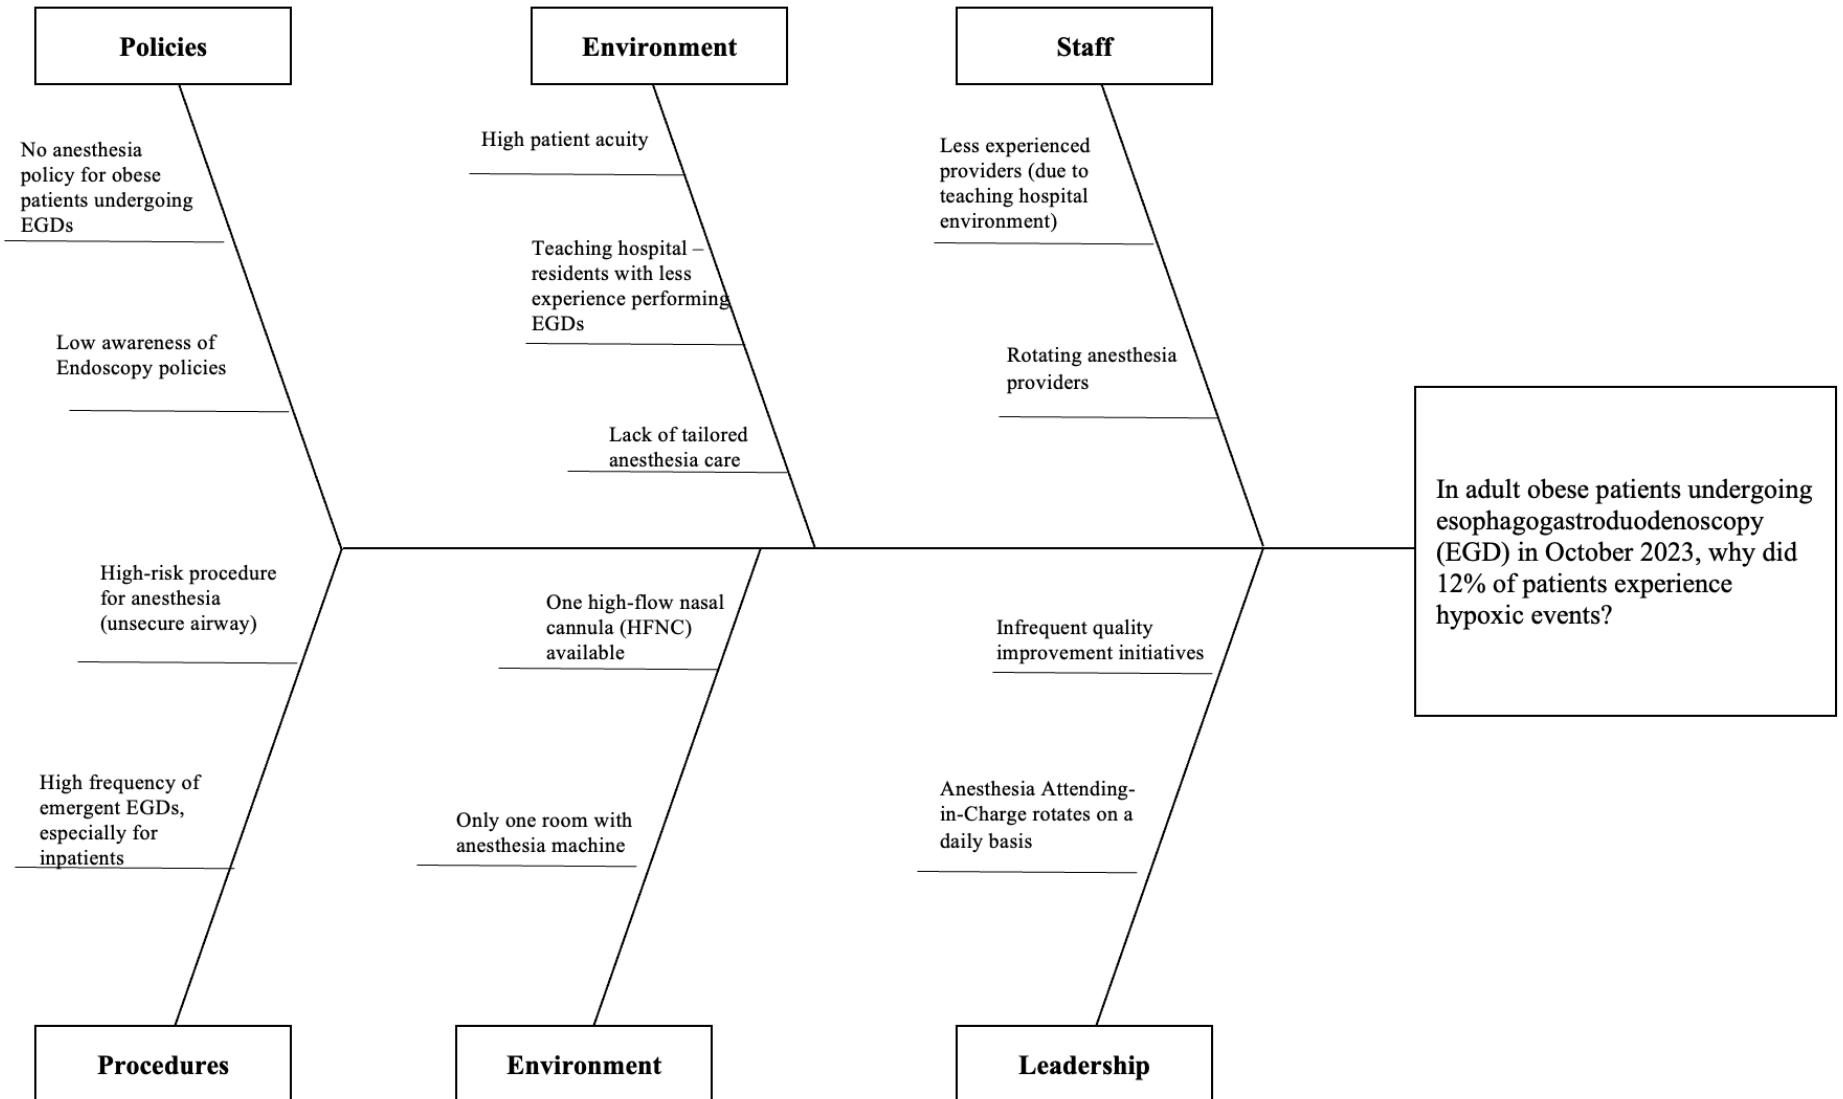 Policies
Environment
Staff
No anesthesia
policy for obese
patients undergoing
EGDs
Low awareness of
Endoscopy policies
High patient acuity
Teaching hospital –
residents with less
experience performing
EGDs
Lack of tailored
anesthesia care
Less experienced
providers (due to
teaching hospital
environment)
Rotating anesthesia
providers
In adult obese patients undergoing
esophagogastroduodenoscopy
(EGD) in October 2023, why did
12% of patients experience
hypoxic events?
High-risk procedure
for anesthesia
(unsecure airway)
High frequency of
emergent EGDs,
especially for
inpatients
One high-flow nasal
cannula (HFNC)
available
Only one room with
anesthesia machine
Infrequent quality
improvement initiatives
Anesthesia Attending-
in-Charge rotates on a
daily basis
Procedures
Environment
Leadership